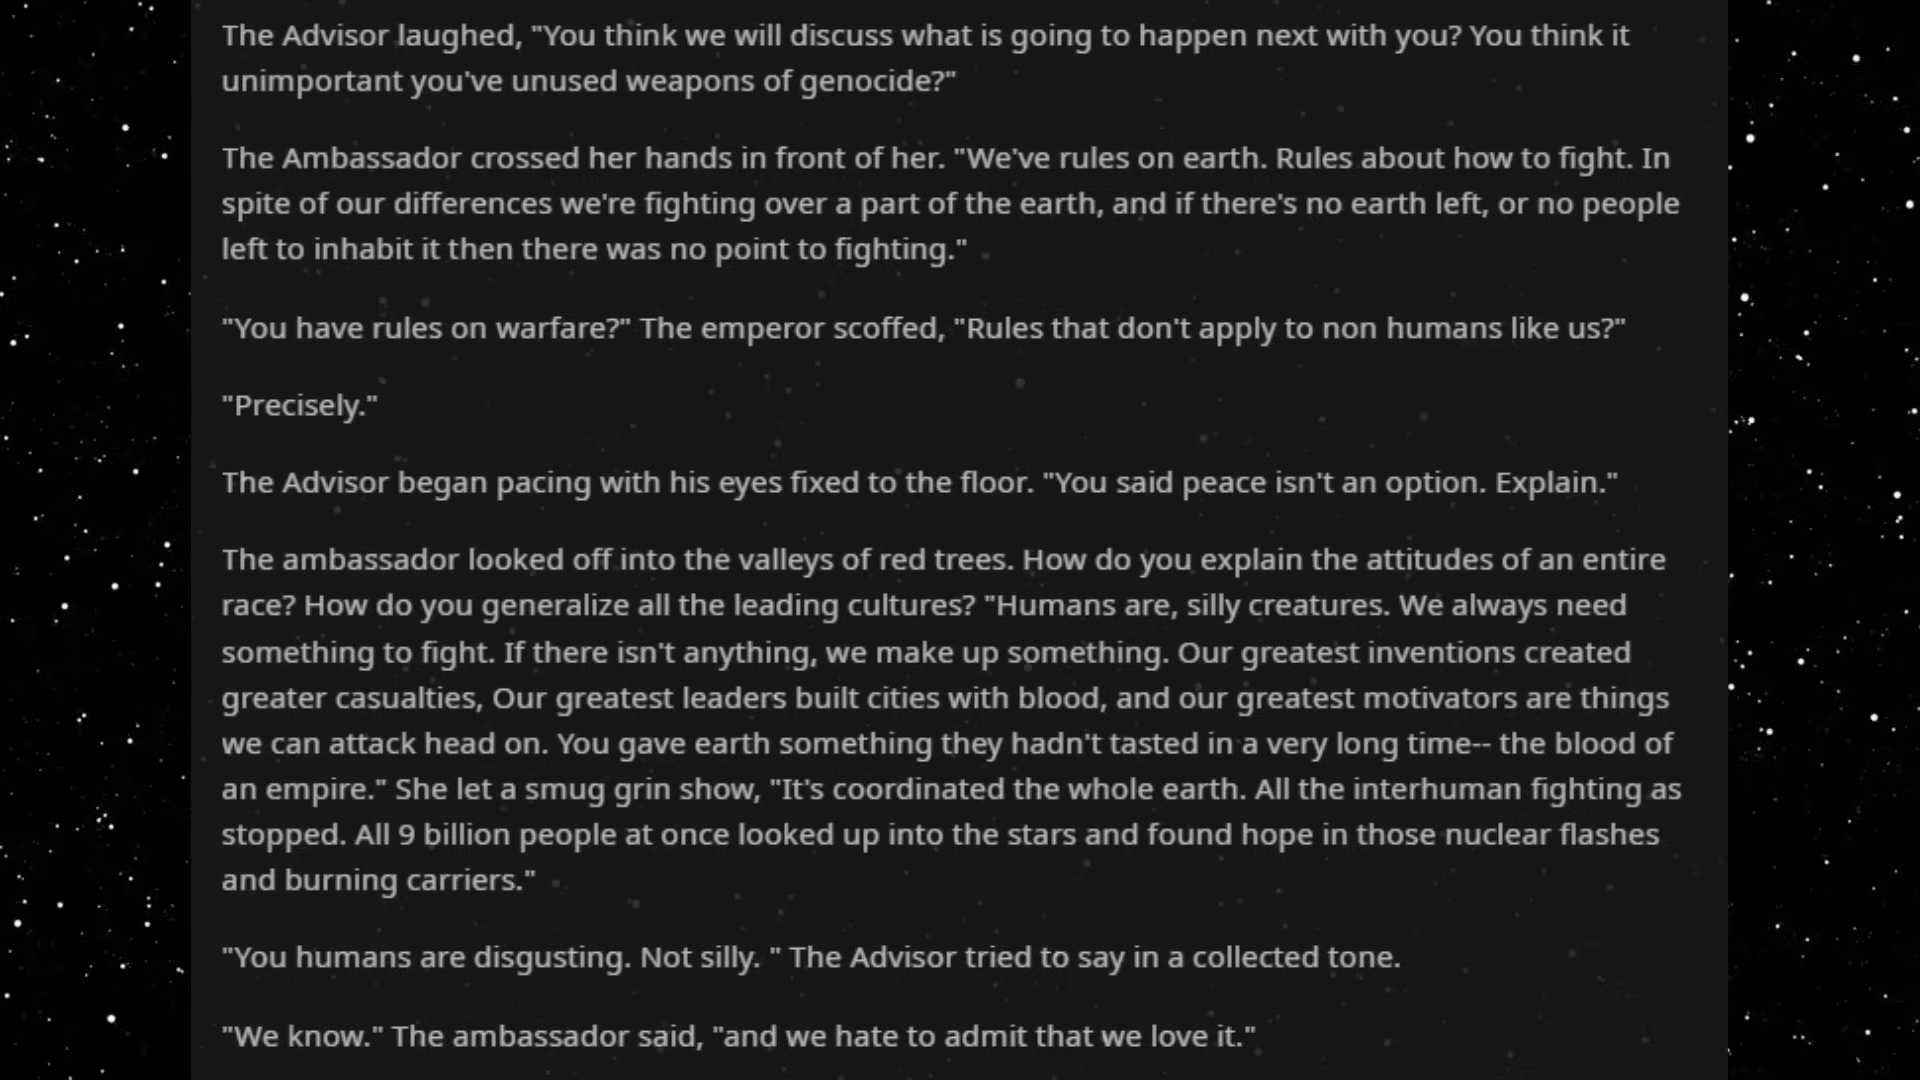 The Advisor laughed, "You think we will discuss what is going to happen next with you? You think it
unimportant you've unused weapons of genocide?"
The Ambassador crossed her hands in front of her. "We've rules on earth. Rules about how to fight. In
spite of our differences we're fighting over a part of the earth, and if there's no earth left, or no people
left to inhabit it then there was no point to fighting."
"You have rules on warfare?" The emperor scoffed, "Rules that don't apply to non humans like us?"
"Precisely."
The Advisor began pacing with his eyes fixed to the floor. "You said peace isn't an option. Explain."
The ambassador looked off into the valleys of red trees. How do you explain the attitudes of an entire
race? How do you generalize all the leading cultures? "Humans are, silly creatures. We always need
something to fight. If there isn't anything, we make up something. Our greatest inventions created
greater casualties, Our greatest leaders built cities with blood, and our greatest motivators are things
we can attack head on. You gave earth something they hadn't tasted in a very long time-- the blood of
an empire." She let a smug grin show, "It's coordinated the whole earth. All the interhuman fighting as
stopped. All 9 billion people at once looked up into the stars and found hope in those nuclear flashes
and burning carriers."
"You humans are disgusting. Not silly. " The Advisor tried to say in a collected tone.
"We know." The ambassador said, "and we hate to admit that we love it."